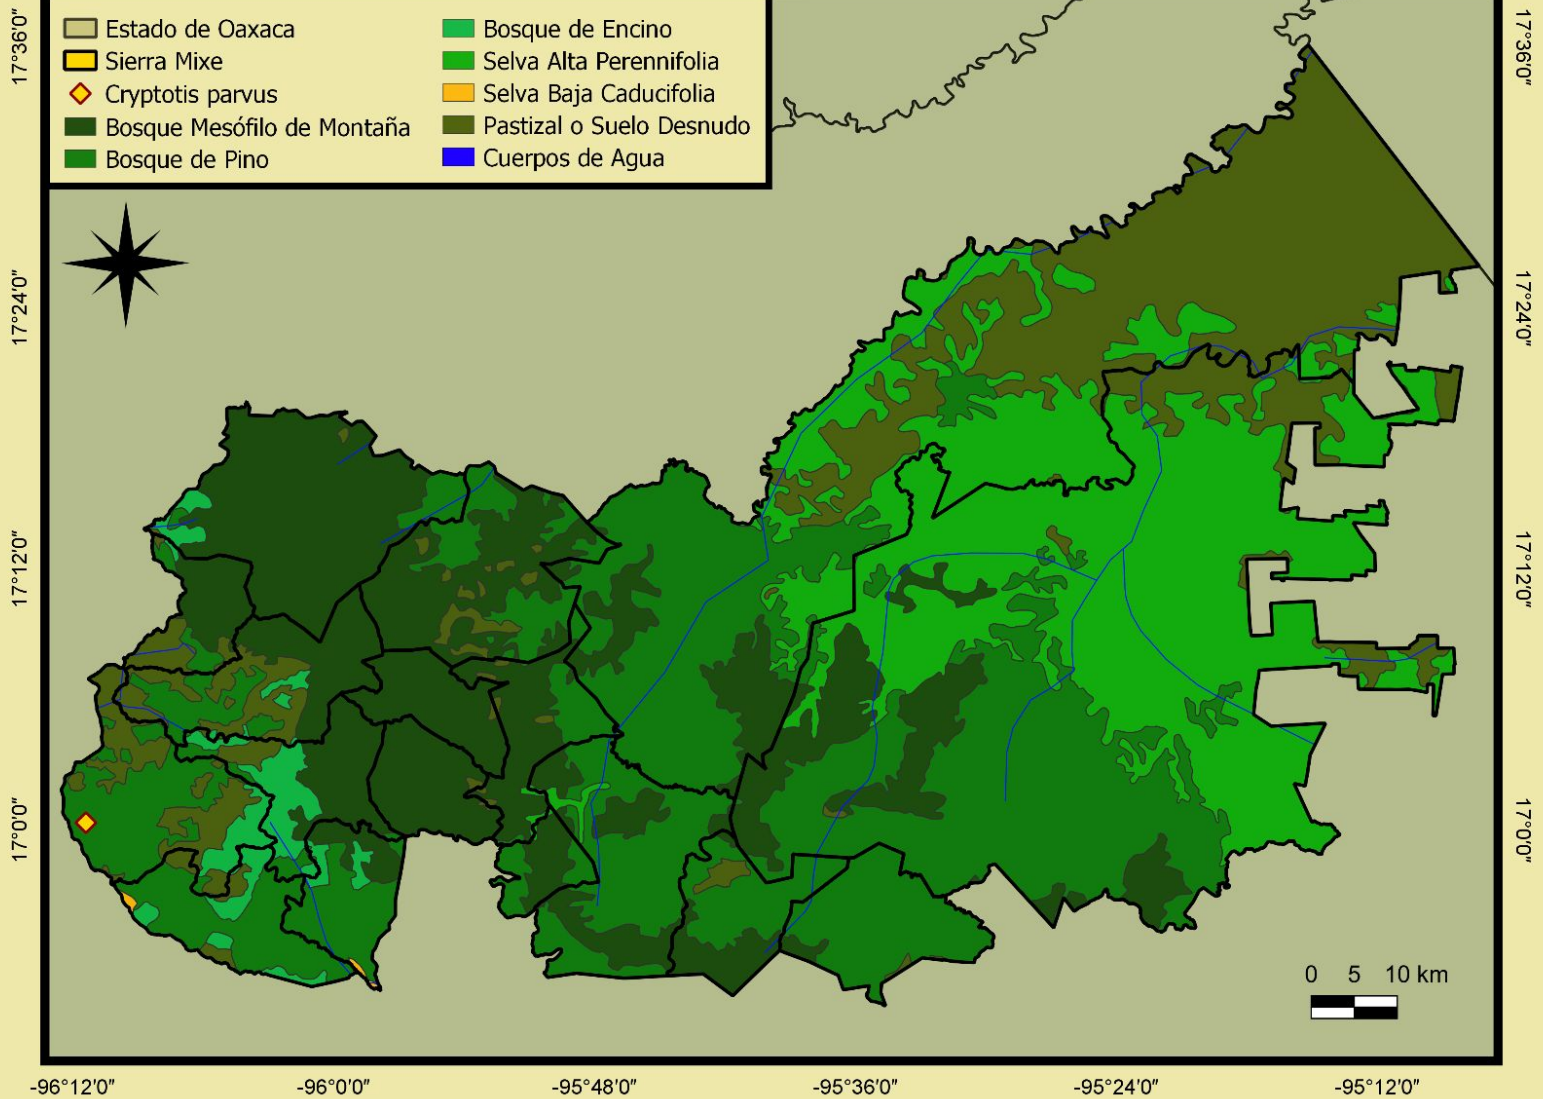 Estado de Oaxaca
Sierra Mixe
Cryptotis parvus
Bosque Mesófilo de Montaña
Bosque de Pino
Bosque de Encino
Selva Alta Perennifolia
Selva Baja Caducifolia
Pastizal o Suelo Desnudo
Cuerpos de Agua
17°36'0"
17°24'0"
17°12'0"
17°0'0"
17°36'0"
17°24'0"
17°12'0"
17°0'0"
0 5 10 km
-96°12'0" -96°0'0" -95°48'0" -95°36'0" -95°24'0" -95°12'0"